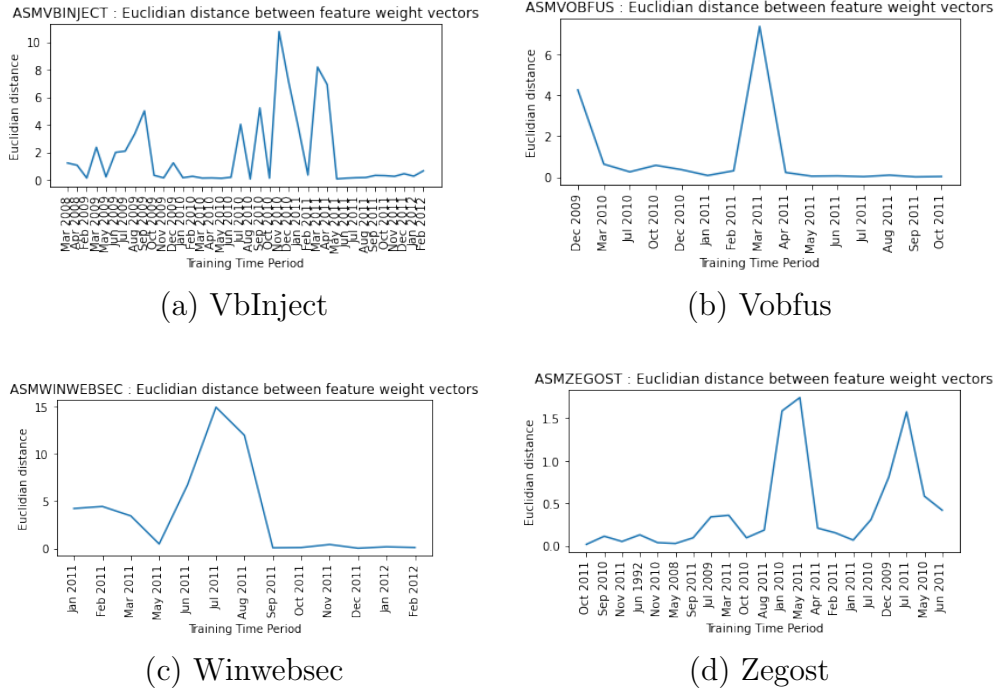 ASMVBINJECT : Euclidian distance between feature weight vectors
Euclidian distance
10
8
6
4
2
0
Mar 2008
Apr 2008
Feb 2009
Mar 2009
May 2009
Jun 2009
Jul 2009
Aug 2009
Sep 2009
Oct 2009
Nov 2009
Dec 2009
Jan 2010
Feb 2010
Mar 2010
Apr 2010
May 2010
Jun 2010
Jul 2010
Aug 2010
Sep 2010
Oct 2010
Nov 2010
Dec 2010
Jan 2011
Feb 2011
Mar 2011
Apr 2011
May 2011
Jun 2011
Jul 2011
Aug 2011
Sep 2011
Oct 2011
Nov 2011
Dec 2011
Jan 2012
Feb 2012
Training Time Period
(a) VbInject
ASMVOBFUS : Euclidian distance between feature weight vectors
Euclidian distance
6
4
2
0
Dec 2009
Mar 2010
Jul 2010
Oct 2010
Dec 2010
Jan 2011
Feb 2011
Mar 2011
Apr 2011
May 2011
Jun 2011
Jul 2011
Aug 2011
Sep 2011
Oct 2011
Training Time Period
(b) Vobfus
ASMWINWEBSEC : Euclidian distance between feature weight vectors
Euclidian distance
15
10
5
0
Jan 2011
Feb 2011
Mar 2011
May 2011
Jun 2011
Jul 2011
Aug 2011
Sep 2011
Oct 2011
Nov 2011
Dec 2011
Jan 2012
Feb 2012
Training Time Period
(c) Winwebsec
ASMZEGOST : Euclidian distance between feature weight vectors
Euclidian distance
1.5
1.0
0.5
0.0
Oct 2011
Sep 2010
Nov 2011
Jun 1992
Nov 2010
May 2008
Sep 2011
Jul 2009
Mar 2011
Oct 2010
Aug 2011
Jan 2010
May 2011
Apr 2011
Feb 2011
Jan 2011
Jul 2010
Dec 2009
Jul 2011
May 2010
Jun 2011
Training Time Period
(d) Zegost